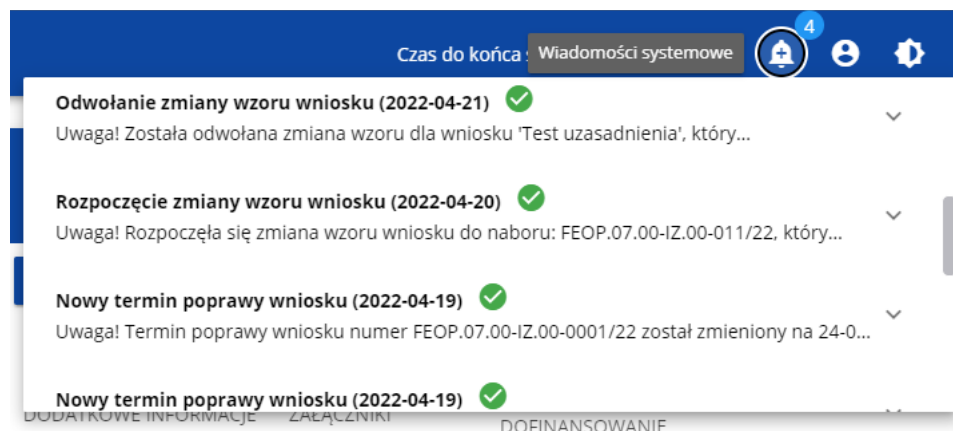 4
Czas do końca
Wiadomości systemowe
Odwołanie zmiany wzoru wniosku (2022-04-21)
Uwaga! Została odwołana zmiana wzoru dla wniosku 'Test uzasadnienia', który...
Rozpoczęcie zmiany wzoru wniosku (2022-04-20)
Uwaga! Rozpoczęła się zmiana wzoru wniosku do naboru: FEOP.07.00-IZ.00-011/22, który...
Nowy termin poprawy wniosku (2022-04-19)
Uwaga! Termin poprawy wniosku numer FEOP.07.00-IZ.00-0001/22 został zmieniony na 24-0...
Nowy termin poprawy wniosku (2022-04-19)
DODATKOWE INFORMACJE ZAŁĄCZNIKI
DOFINANSOWANIE